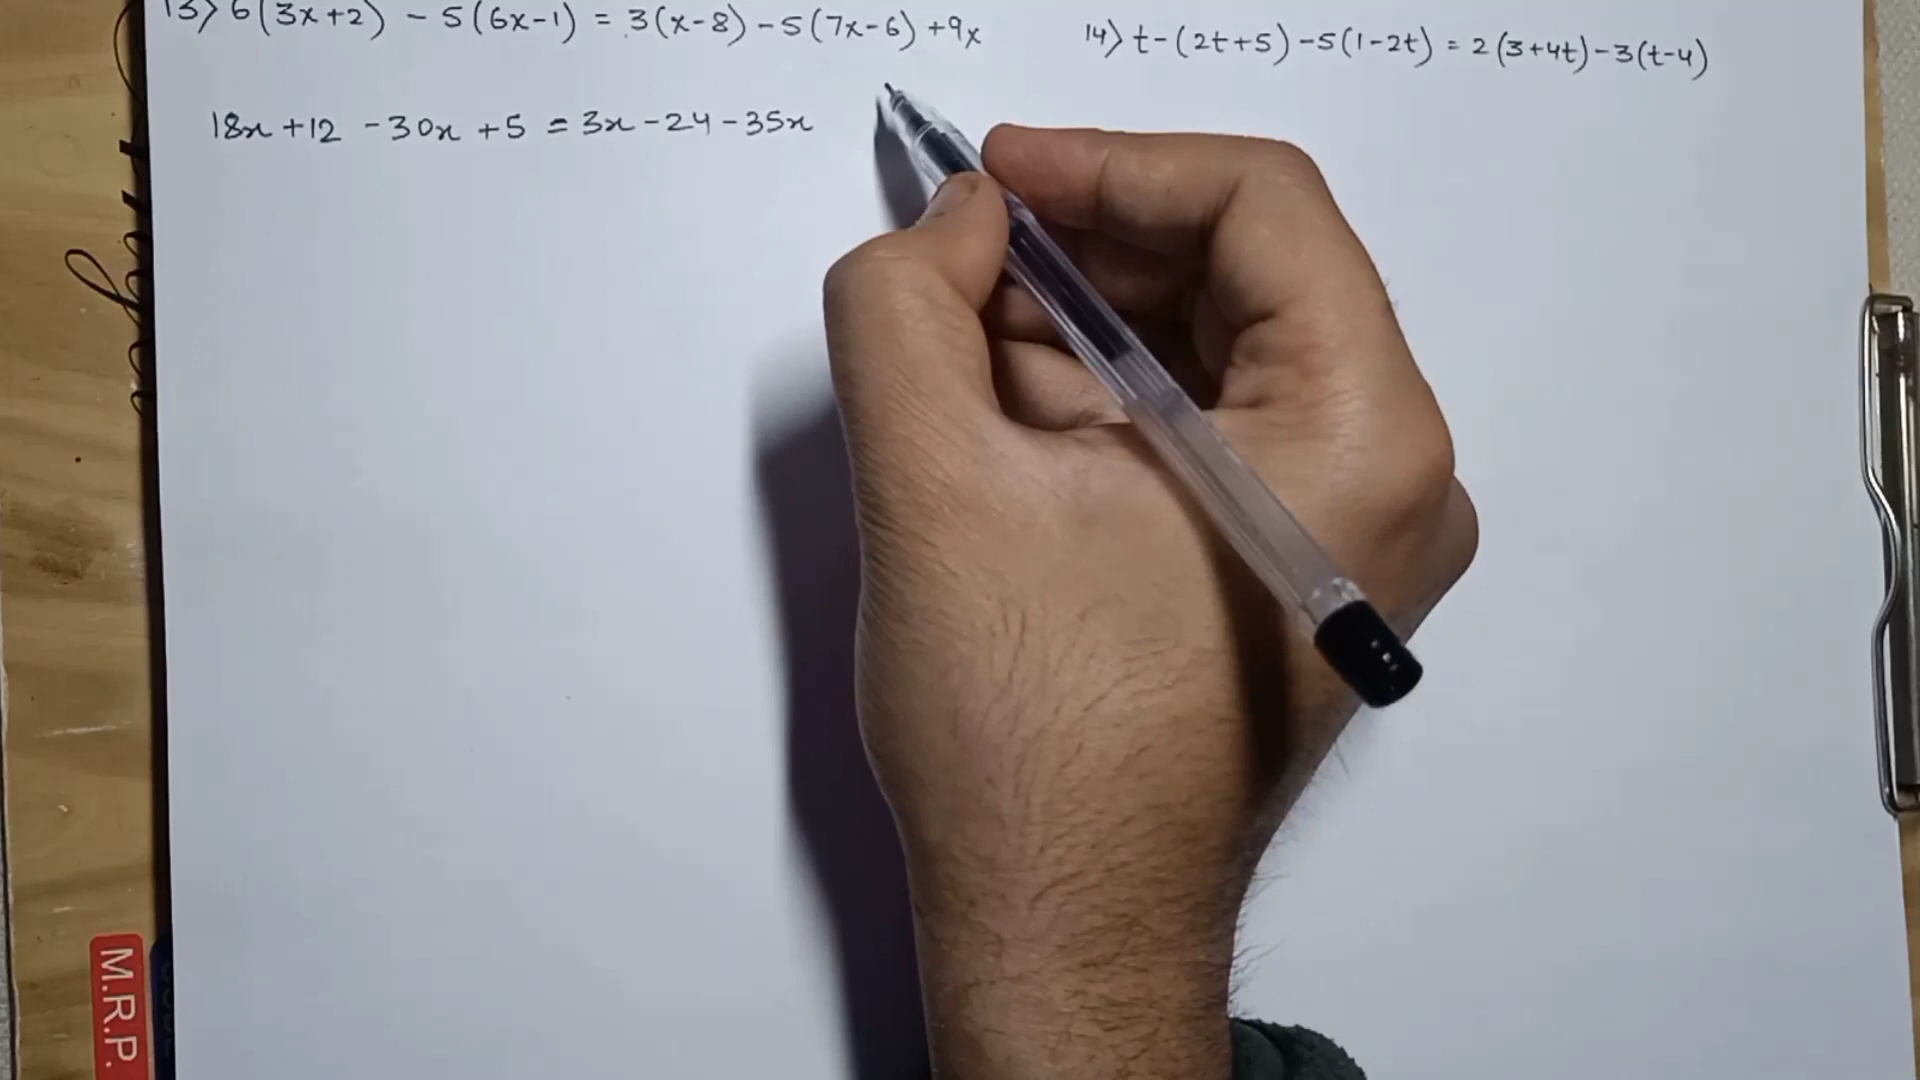 13) 6(3x+2) - 5(6x-1) = 3(x-8) - 5(7x-6) +9x
14) t-(2t+5) -5(1-2t) = 2(3+4t)-3(t-4)
18x +12 -30x +5 = 3x -24 -35x
M.R.P.